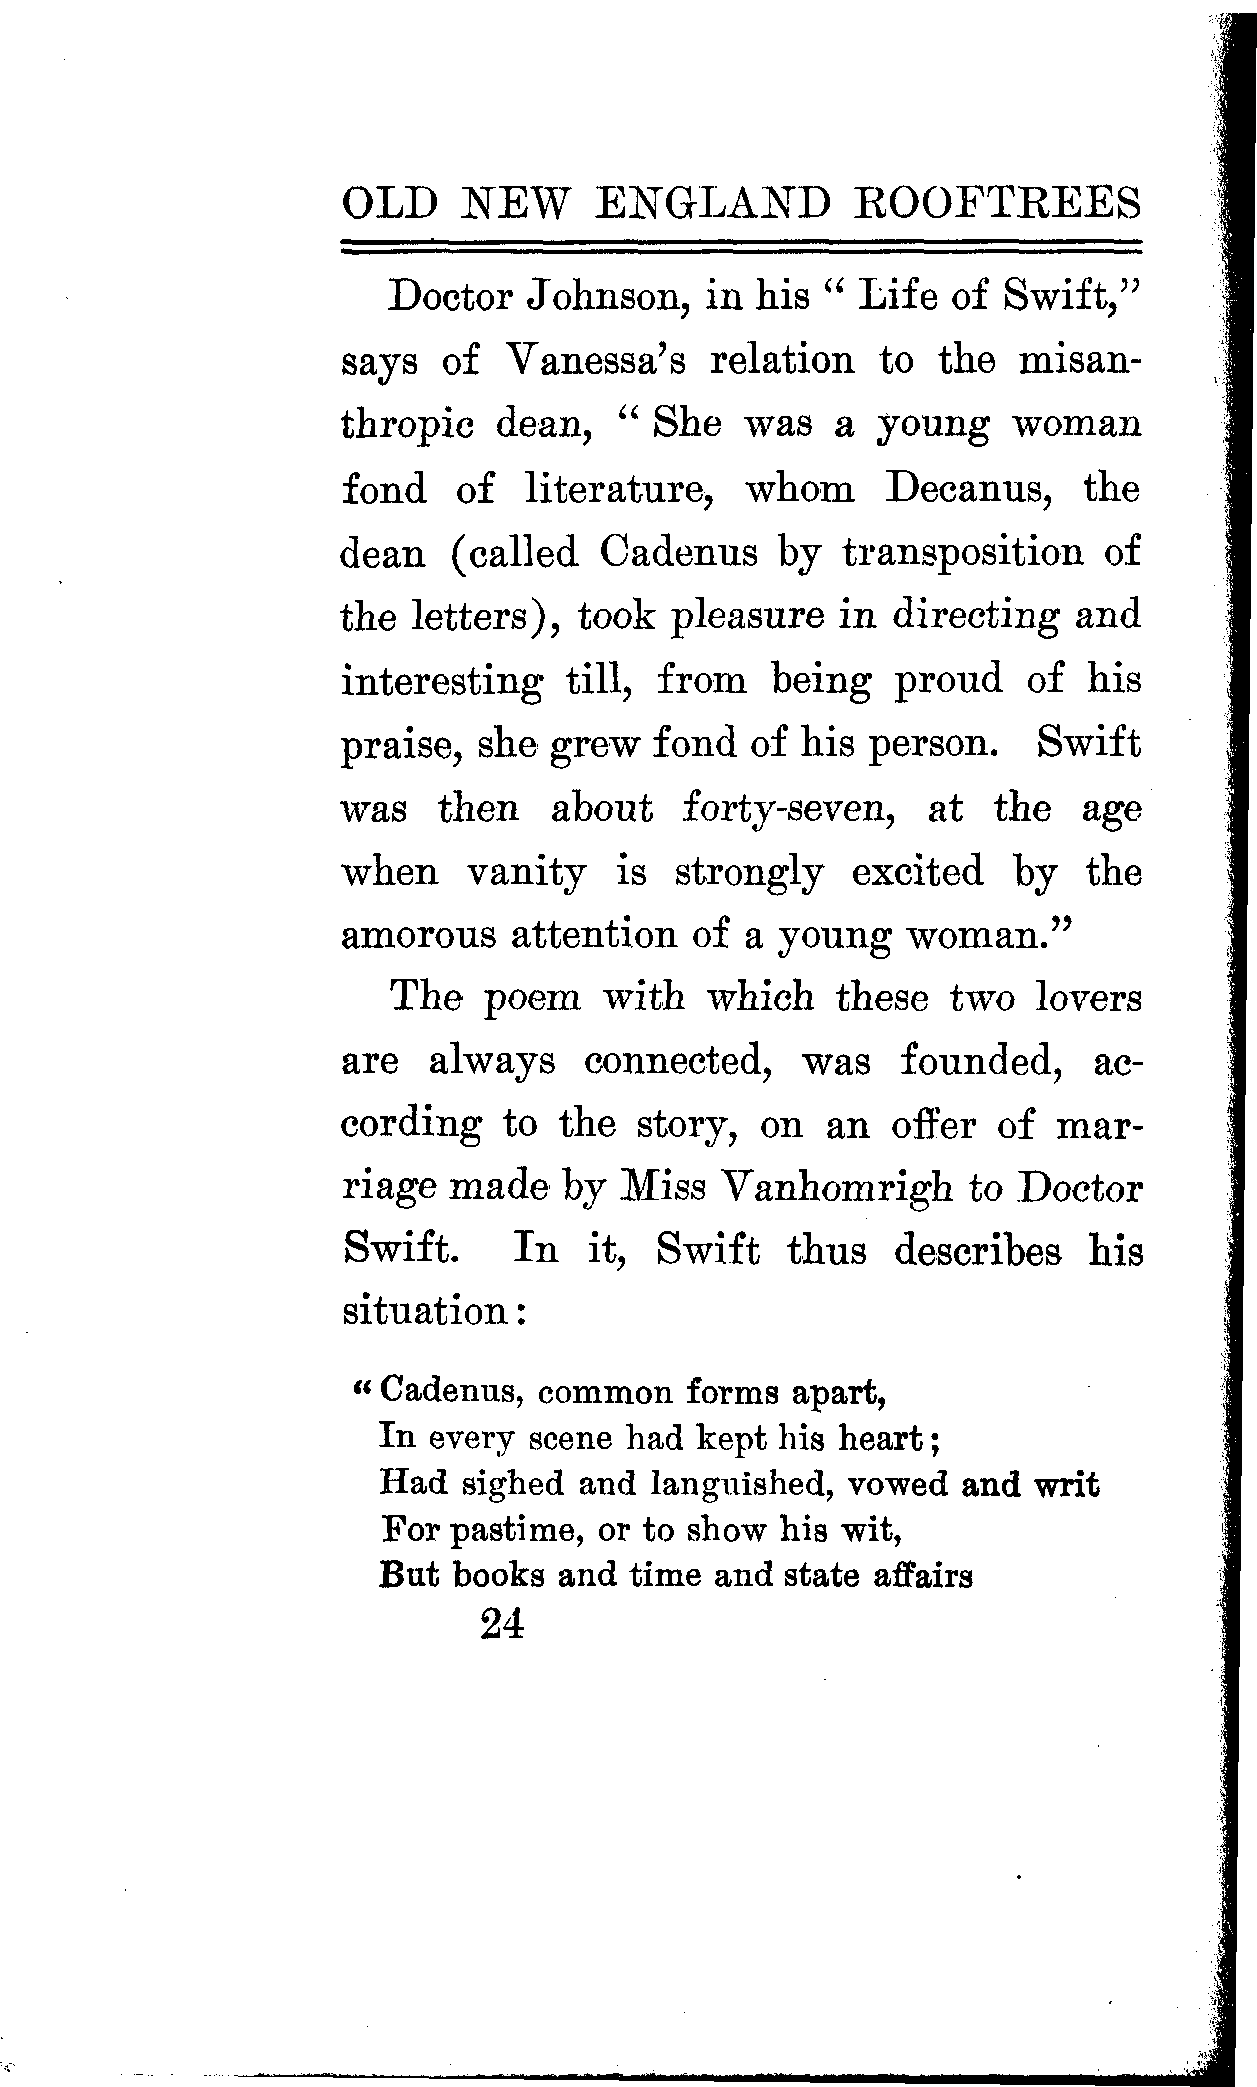 OLD NEW ENGLAND ROOFTREES
Doctor Johnson, in his “ Life of Swift,”
says of Vanessa’s relation to the misan-
thropic dean, “ She was a young woman
fond of literature, whom Decanus, the
dean (called Cadenus by transposition of
the letters), took pleasure in directing and
interesting till, from being proud of his
praise, she grew fond of his person. Swift
was then about forty-seven, at the age
when vanity is strongly excited by the
amorous attention of a young woman.”
The poem with which these two lovers
are always connected, was founded, ac-
cording to the story, on an offer of mar-
riage made by Miss Vanhomrigh to Doctor
Swift. In it, Swift thus describes his
situation:
“ Cadenus, common forms apart,
In every scene had kept his heart;
Had sighed and languished, vowed and writ
For pastime, or to show his wit,
But books and time and state affairs
24